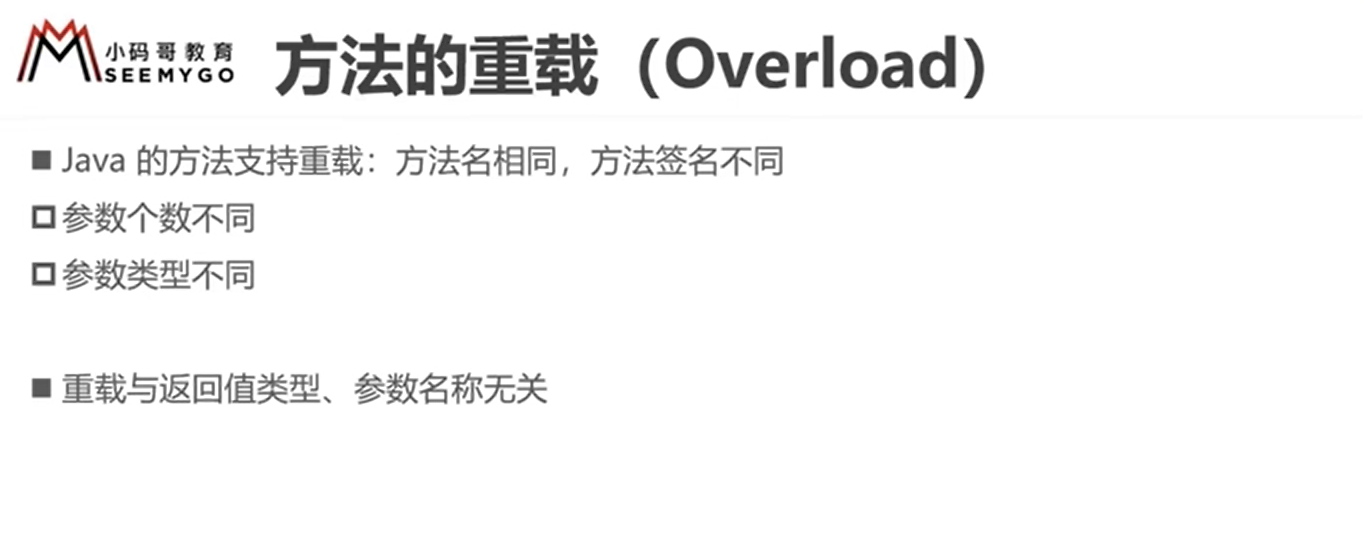 小码哥教育
SEEMYGO
方法的重载（Overload）
Java 的方法支持重载：方法名相同，方法签名不同
参数个数不同
参数类型不同
重载与返回值类型、参数名称无关